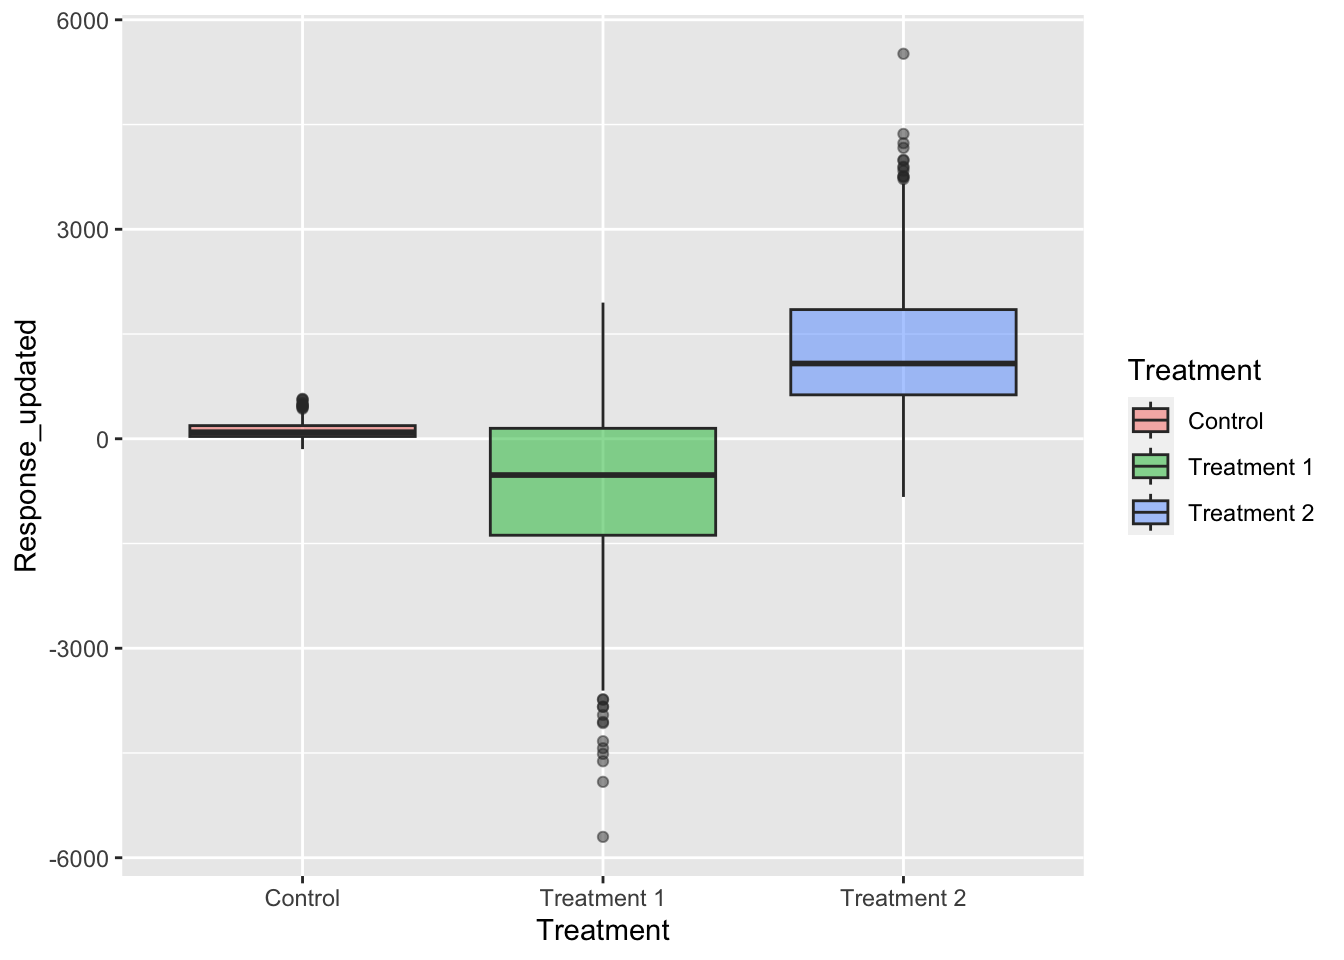 6000
3000
0
-3000
-6000
Response_updated
Control
Treatment 1
Treatment 2
Treatment
Treatment
Control
Treatment 1
Treatment 2